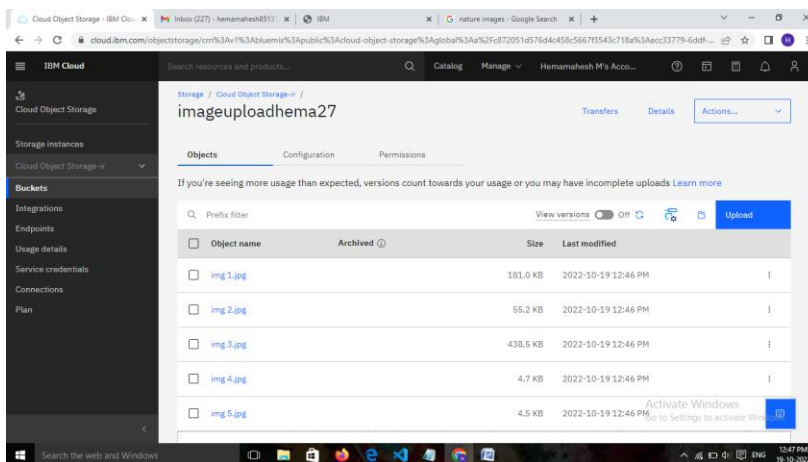 Cloud Object Storage - IBM Clou
Inbox (227) - hemamahesh8512
IBM
nature images - Google Search
cloud.ibm.com/objectstorage/crn%3Av1%3Abluemix%3Apublic%3Acloud-object-storage%3Aglobal%3Aa%2Fc872051d576d4c458c5667f3543c718a%3Aecc33779-6ddf-...
IBM Cloud
Search resources and products...
Catalog
Manage
Hemamahesh M's Acco...
Cloud Object Storage
Storage instances
Cloud Object Storage-ir
Buckets
Integrations
Endpoints
Usage details
Service credentials
Connections
Plan
Storage / Cloud Object Storage-ir /
imageuploadhema27
Transfers
Details
Actions...
Objects
Configuration
Permissions
If you're seeing more usage than expected, versions count towards your usage or you may have incomplete uploads Learn more
Prefix filter
View versions Off
Upload
Object name Archived Size Last modified
img 1.jpg 181.0 KB 2022-10-19 12:46 PM
img 2.jpg 55.2 KB 2022-10-19 12:46 PM
img 3.jpg 438.5 KB 2022-10-19 12:46 PM
img 4.jpg 4.7 KB 2022-10-19 12:46 PM
img 5.jpg 4.5 KB 2022-10-19 12:46 PM
Activate Windows
Go to Settings to activate Win
Search the web and Windows
ENG
12:47 PM
19-10-202